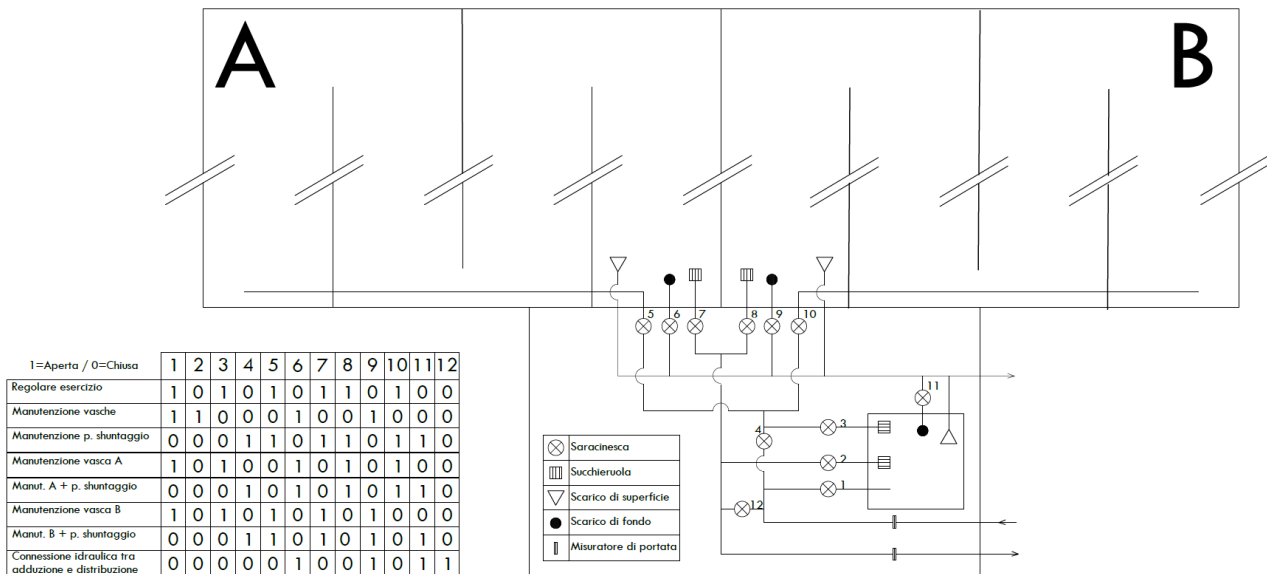 A
B
5 6 7 8 9 10
11
4
3
2
1
12
1=Aperta / 0=Chiusa 1 2 3 4 5 6 7 8 9 10 11 12
Regolare esercizio 1 0 1 0 1 0 1 1 0 1 0 0
Manutenzione vasche 1 1 0 0 0 1 0 0 1 0 0 0
Manutenzione p. shuntaggio 0 0 0 1 1 0 1 1 0 1 1 0
Manutenzione vasca A 1 0 1 0 0 1 0 1 0 1 0 0
Manut. A + p. shuntaggio 0 0 0 1 0 1 0 1 0 1 1 0
Manutenzione vasca B 1 0 1 0 1 0 1 0 1 0 0 0
Manut. B + p. shuntaggio 0 0 0 1 1 0 1 0 1 0 1 0
Connessione idraulica tra
adduzione e distribuzione 0 0 0 0 0 1 0 0 1 0 1 1
Saracinesca
Succhieruola
Scarico di superficie
Scarico di fondo
Misuratore di portata